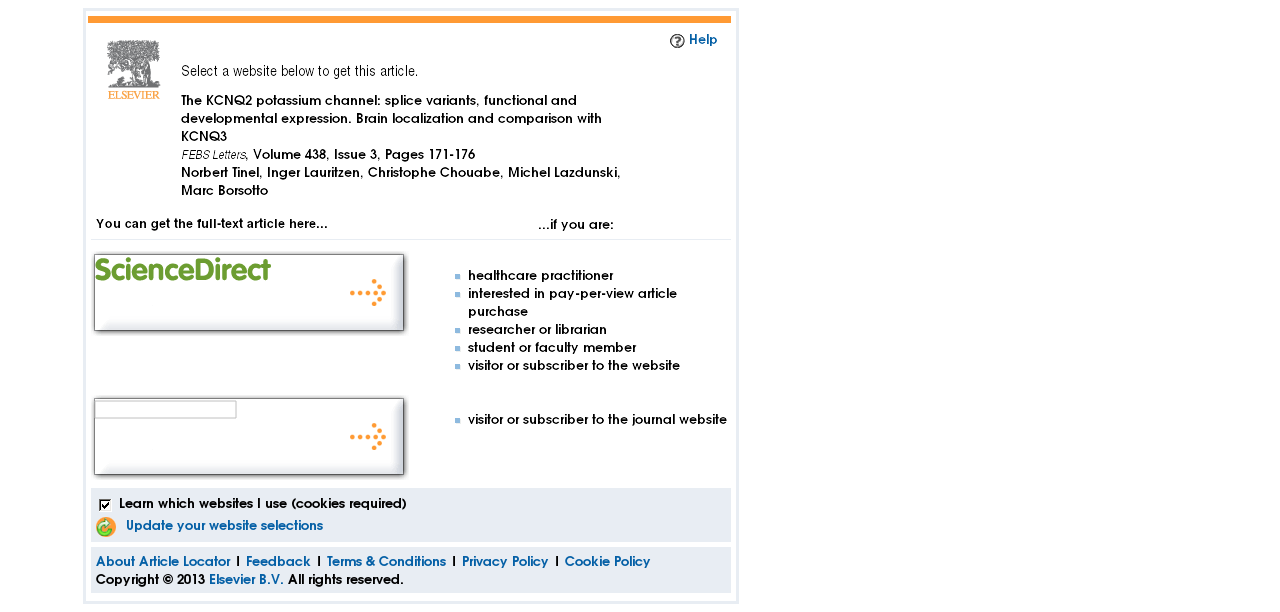 Help
ELSEVIER
Select a website below to get this article.
The KCNQ2 potassium channel: splice variants, functional and
developmental expression. Brain localization and comparison with
KCNQ3
FEBS Letters, Volume 438, Issue 3, Pages 171-176
Norbert Tinel, Inger Lauritzen, Christophe Chouabe, Michel Lazdunski,
Marc Borsotto
You can get the full-text article here...
...if you are:
ScienceDirect
healthcare practitioner
interested in pay-per-view article
purchase
researcher or librarian
student or faculty member
visitor or subscriber to the website
visitor or subscriber to the journal website
Learn which websites I use (cookies required)
Update your website selections
About Article Locator | Feedback | Terms & Conditions | Privacy Policy | Cookie Policy
Copyright © 2013 Elsevier B.V. All rights reserved.